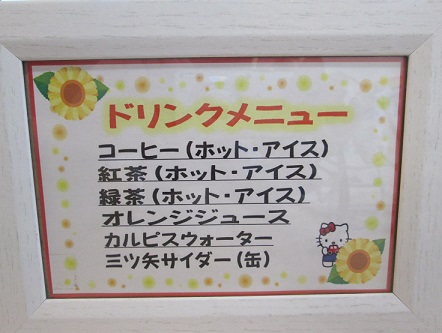 ドリンクメニュー
コーヒー(ホット・アイス)
紅茶(ホット・アイス)
緑茶(ホット・アイス)
オレンジジュース
カルピスウォーター
三ツ矢サイダー(缶)